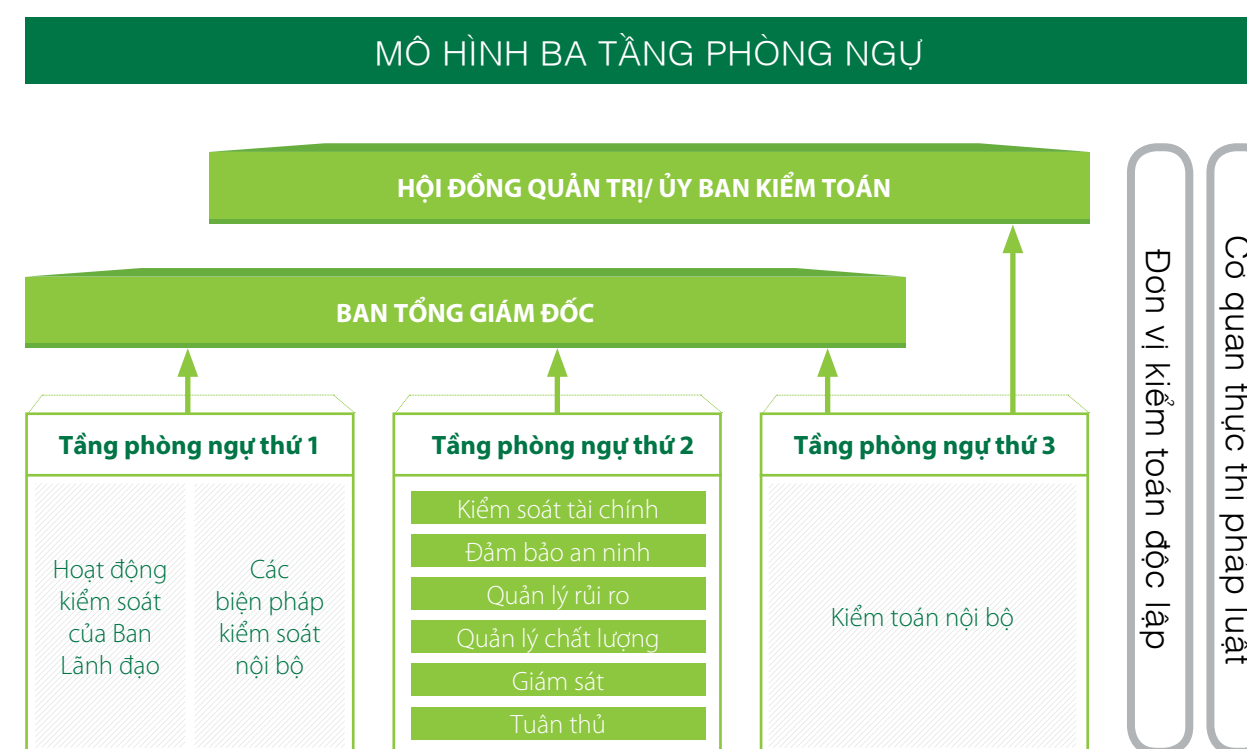 MÔ HÌNH BA TẦNG PHÒNG NGỰ
HỘI ĐỒNG QUẢN TRỊ/ ỦY BAN KIỂM TOÁN
BAN TỔNG GIÁM ĐỐC
Tầng phòng ngự thứ 1
Hoạt động
kiểm soát
của Ban
Lãnh đạo
Các
biện pháp
kiểm soát
nội bộ
Tầng phòng ngự thứ 2
Kiểm soát tài chính
Đảm bảo an ninh
Quản lý rủi ro
Quản lý chất lượng
Giám sát
Tuân thủ
Tầng phòng ngự thứ 3
Kiểm toán nội bộ
Đơn vị kiểm toán độc lập
Cơ quan thực thi pháp luật